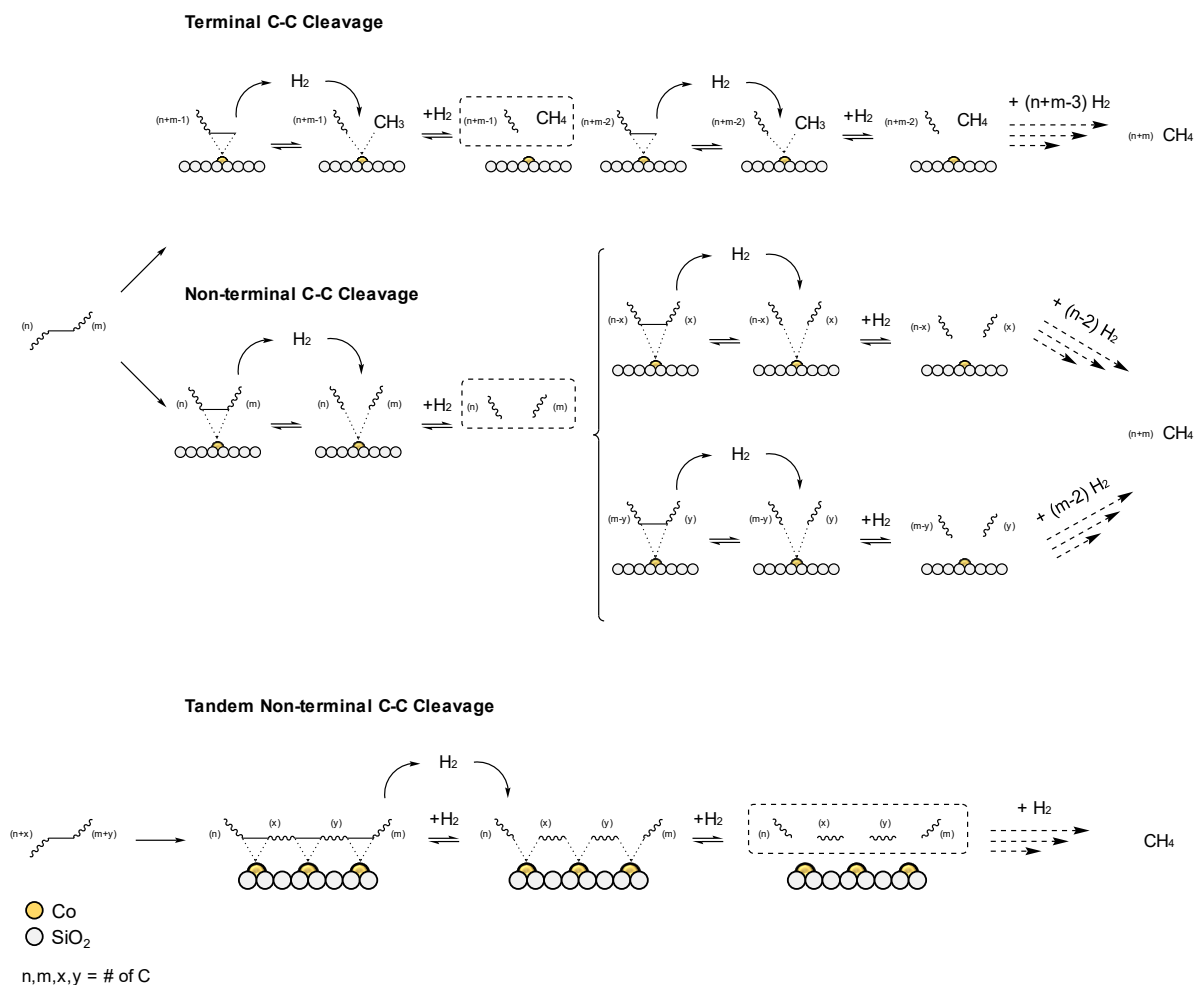 Terminal C-C Cleavage
H₂ H₂
(n+m-1) (n+m-1) CH₃ +H₂ (n+m-1) CH₄ (n+m-2) (n+m-2) CH₃ +H₂ (n+m-2) CH₄ + (n+m-3) H₂ (n+m) CH₄
Non-terminal C-C Cleavage
(n) (m)
H₂
(n) (m) (n) (m) +H₂ (n) (m)
H₂
(n-x) (x) (n-x) (x) +H₂ (n-x) (x) + (n-2) H₂
(n+m) CH₄
H₂
(m-y) (y) (m-y) (y) +H₂ (m-y) (y) + (m-2) H₂
Tandem Non-terminal C-C Cleavage
H₂
(n+x) (m+y) (n) (x) (y) (m) +H₂ (n) (x) (y) (m) +H₂ (n) (x) (y) (m) + H₂ CH₄
Co
SiO₂
n,m,x,y = # of C